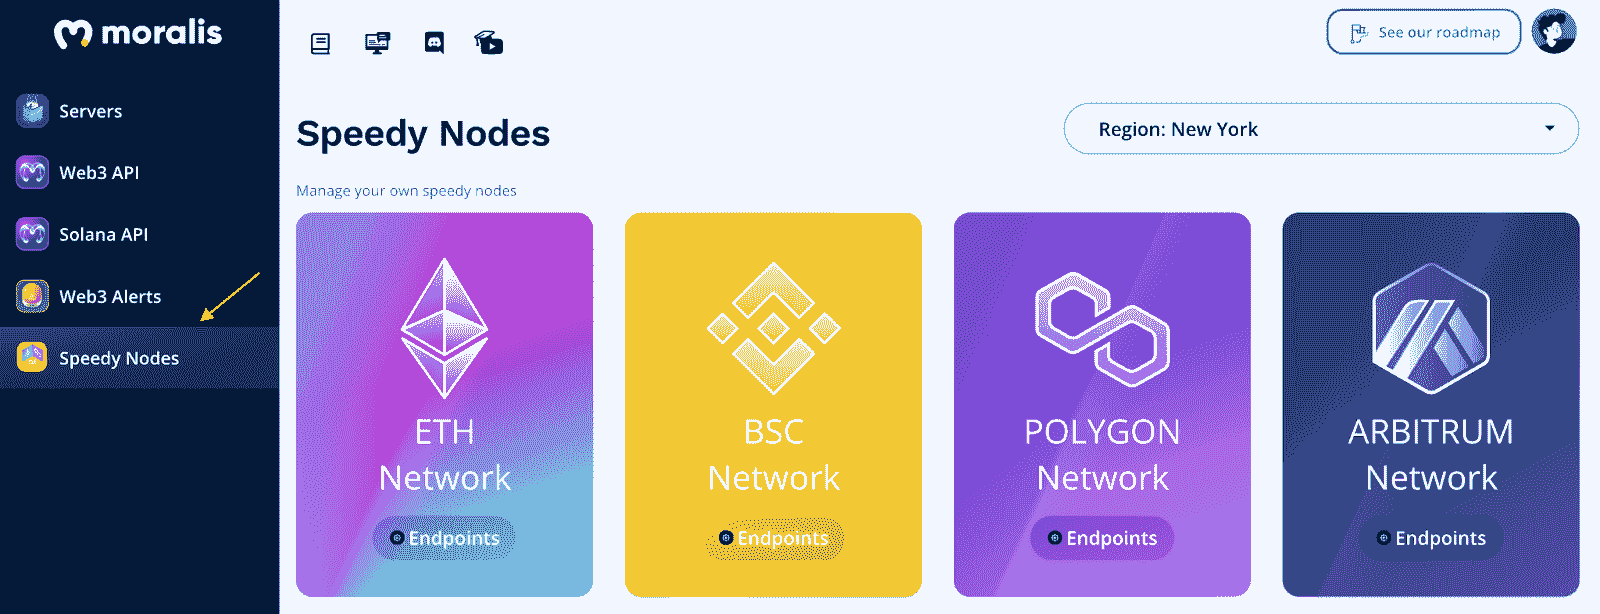 moralis
Servers
Web3 API
Solana API
Web3 Alerts
Speedy Nodes
See our roadmap
Speedy Nodes
Region: New York
Manage your own speedy nodes
ETH
Network
Endpoints
BSC
Network
Endpoints
POLYGON
Network
Endpoints
ARBITRUM
Network
Endpoints